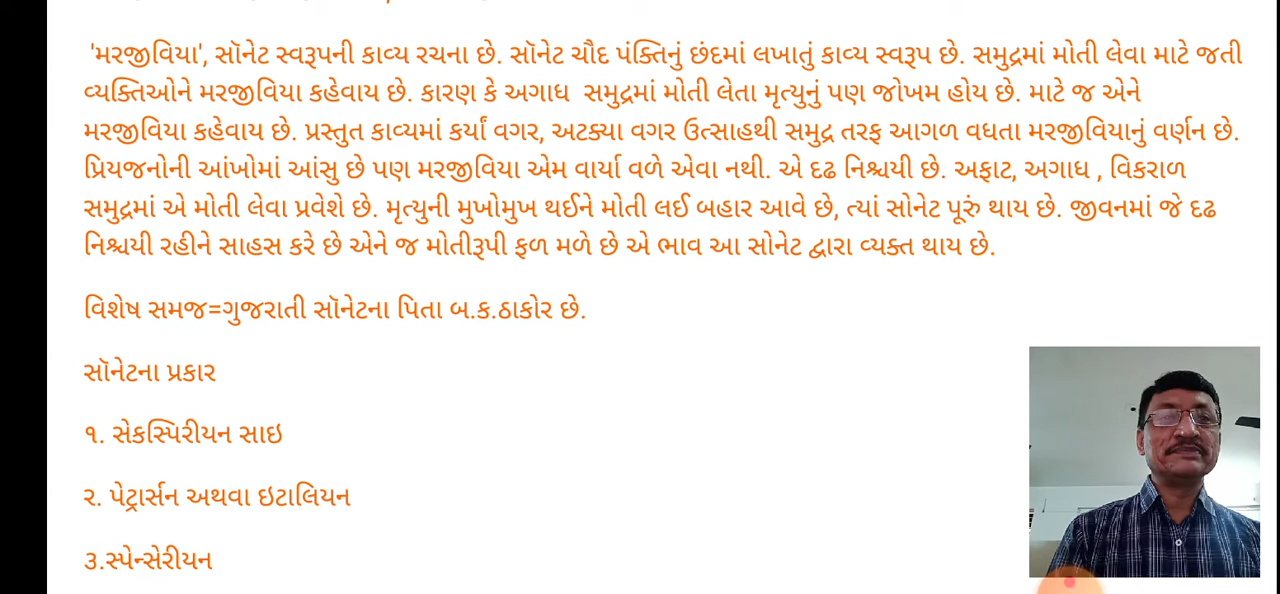 'મરજીવિયા', સૉનેટ સ્વરૂપની કાવ્ય રચના છે. સૉનેટ ચૌદ પંક્તિનું છંદમાં લખાતું કાવ્ય સ્વરૂપ છે. સમુદ્રમાં મોતી લેવા માટે જતી
વ્યક્તિઓને મરજીવિયા કહેવાય છે. કારણ કે અગાધ સમુદ્રમાં મોતી લેતા મૃત્યુનું પણ જોખમ હોય છે. માટે જ એને
મરજીવિયા કહેવાય છે. પ્રસ્તુત કાવ્યમાં કર્યાં વગર, અટક્યા વગર ઉત્સાહથી સમુદ્ર તરફ આગળ વધતા મરજીવિયાનું વર્ણન છે.
પ્રિયજનોની આંખોમાં આંસુ છે પણ મરજીવિયા એમ વાર્યા વળે એવા નથી. એ દઢ નિશ્ચયી છે. અફાટ, અગાધ , વિકરાળ
સમુદ્રમાં એ મોતી લેવા પ્રવેશે છે. મૃત્યુની મુખોમુખ થઈને મોતી લઈ બહાર આવે છે, ત્યાં સોનેટ પૂરું થાય છે. જીવનમાં જે દઢ
નિશ્ચયી રહીને સાહસ કરે છે એને જ મોતીરૂપી ફળ મળે છે એ ભાવ આ સોનેટ દ્વારા વ્યક્ત થાય છે.
વિશેષ સમજ=ગુજરાતી સૉનેટના પિતા બ.ક.ઠાકોર છે.
સૉનેટના પ્રકાર
૧. સેકસ્પિરીયન સાઇ
૨. પેટ્રાર્સન અથવા ઇટાલિયન
૩.સ્પેન્સેરીયન